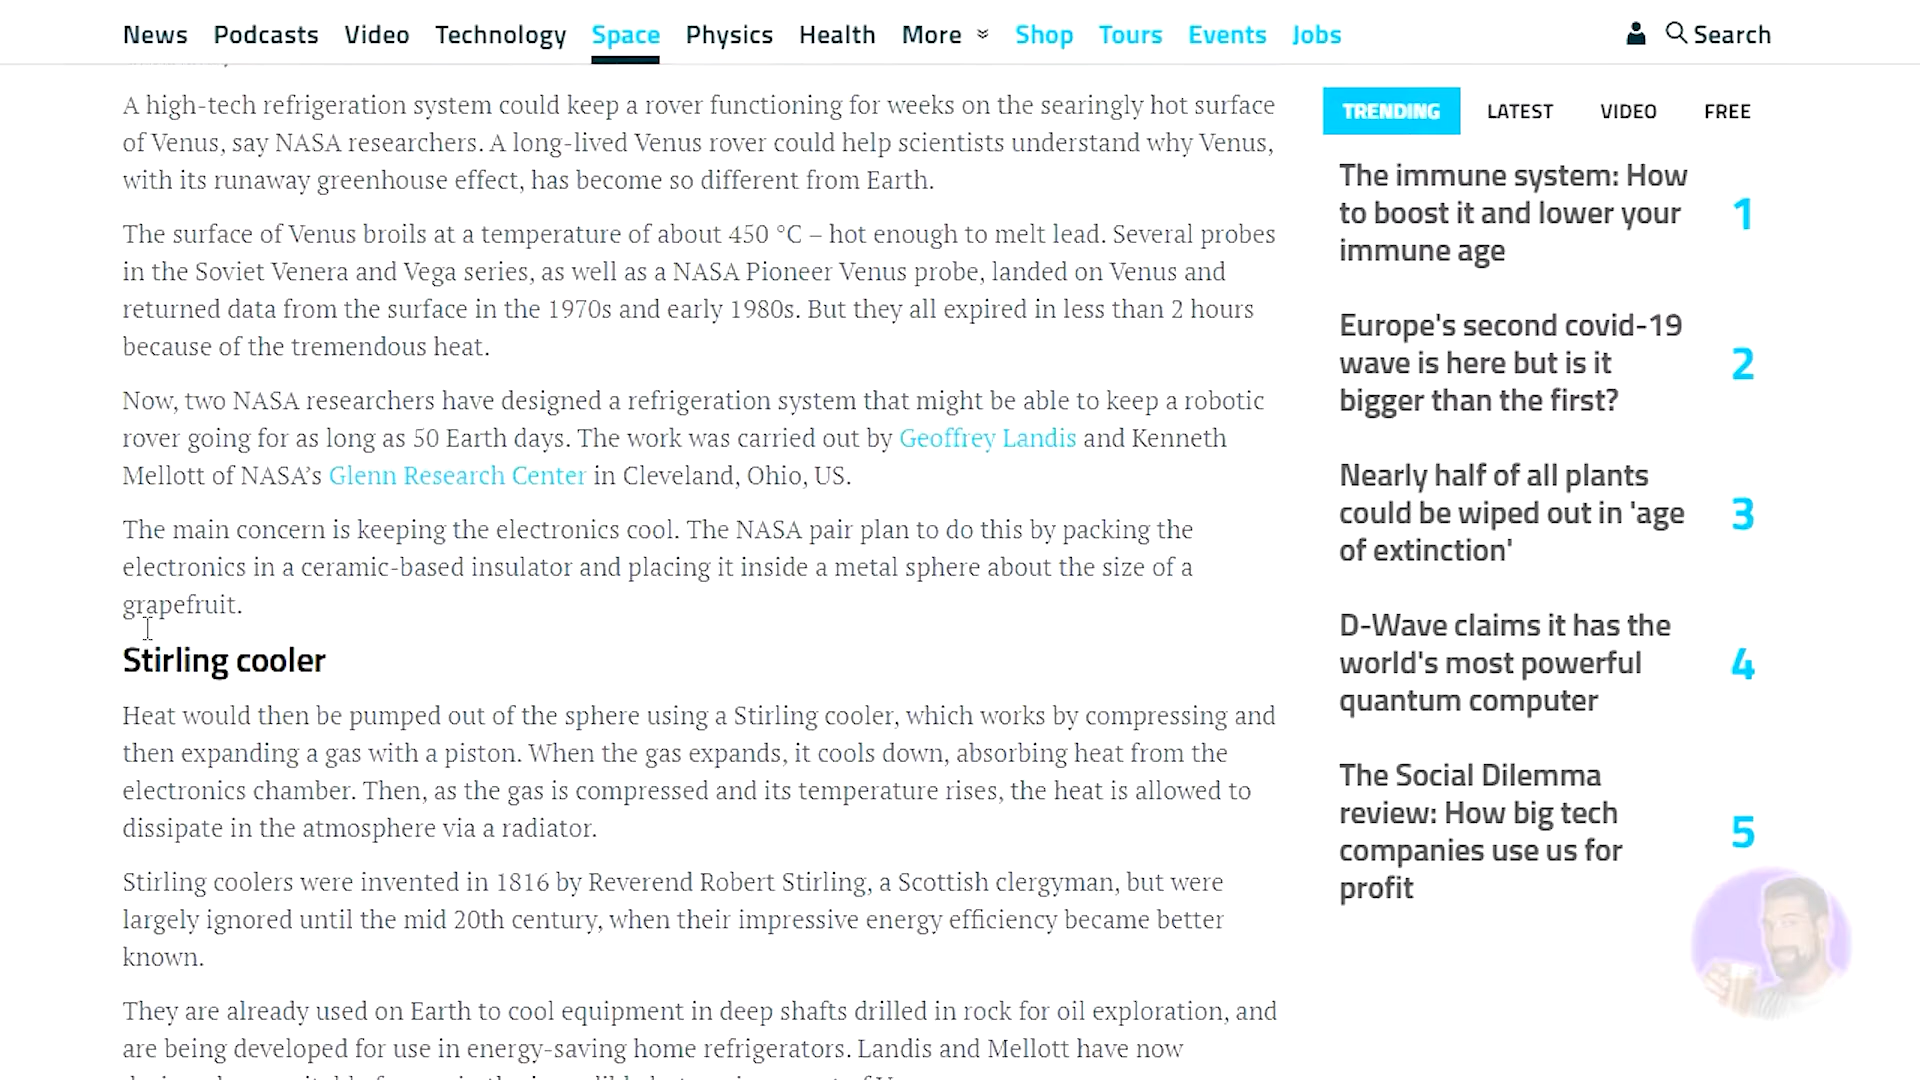 News Podcasts Video Technology Space Physics Health More Shop Tours Events Jobs Search
A high-tech refrigeration system could keep a rover functioning for weeks on the searingly hot surface
of Venus, say NASA researchers. A long-lived Venus rover could help scientists understand why Venus,
with its runaway greenhouse effect, has become so different from Earth.
The surface of Venus broils at a temperature of about 450 °C – hot enough to melt lead. Several probes
in the Soviet Venera and Vega series, as well as a NASA Pioneer Venus probe, landed on Venus and
returned data from the surface in the 1970s and early 1980s. But they all expired in less than 2 hours
because of the tremendous heat.
Now, two NASA researchers have designed a refrigeration system that might be able to keep a robotic
rover going for as long as 50 Earth days. The work was carried out by Geoffrey Landis and Kenneth
Mellott of NASA’s Glenn Research Center in Cleveland, Ohio, US.
The main concern is keeping the electronics cool. The NASA pair plan to do this by packing the
electronics in a ceramic-based insulator and placing it inside a metal sphere about the size of a
grapefruit.
Stirling cooler
Heat would then be pumped out of the sphere using a Stirling cooler, which works by compressing and
then expanding a gas with a piston. When the gas expands, it cools down, absorbing heat from the
electronics chamber. Then, as the gas is compressed and its temperature rises, the heat is allowed to
dissipate in the atmosphere via a radiator.
Stirling coolers were invented in 1816 by Reverend Robert Stirling, a Scottish clergyman, but were
largely ignored until the mid 20th century, when their impressive energy efficiency became better
known.
They are already used on Earth to cool equipment in deep shafts drilled in rock for oil exploration, and
are being developed for use in energy-saving home refrigerators. Landis and Mellott have now
TRENDING LATEST VIDEO FREE
The immune system: How
to boost it and lower your
immune age
1
Europe's second covid-19
wave is here but is it
bigger than the first?
2
Nearly half of all plants
could be wiped out in 'age
of extinction'
3
D-Wave claims it has the
world's most powerful
quantum computer
4
The Social Dilemma
review: How big tech
companies use us for
profit
5